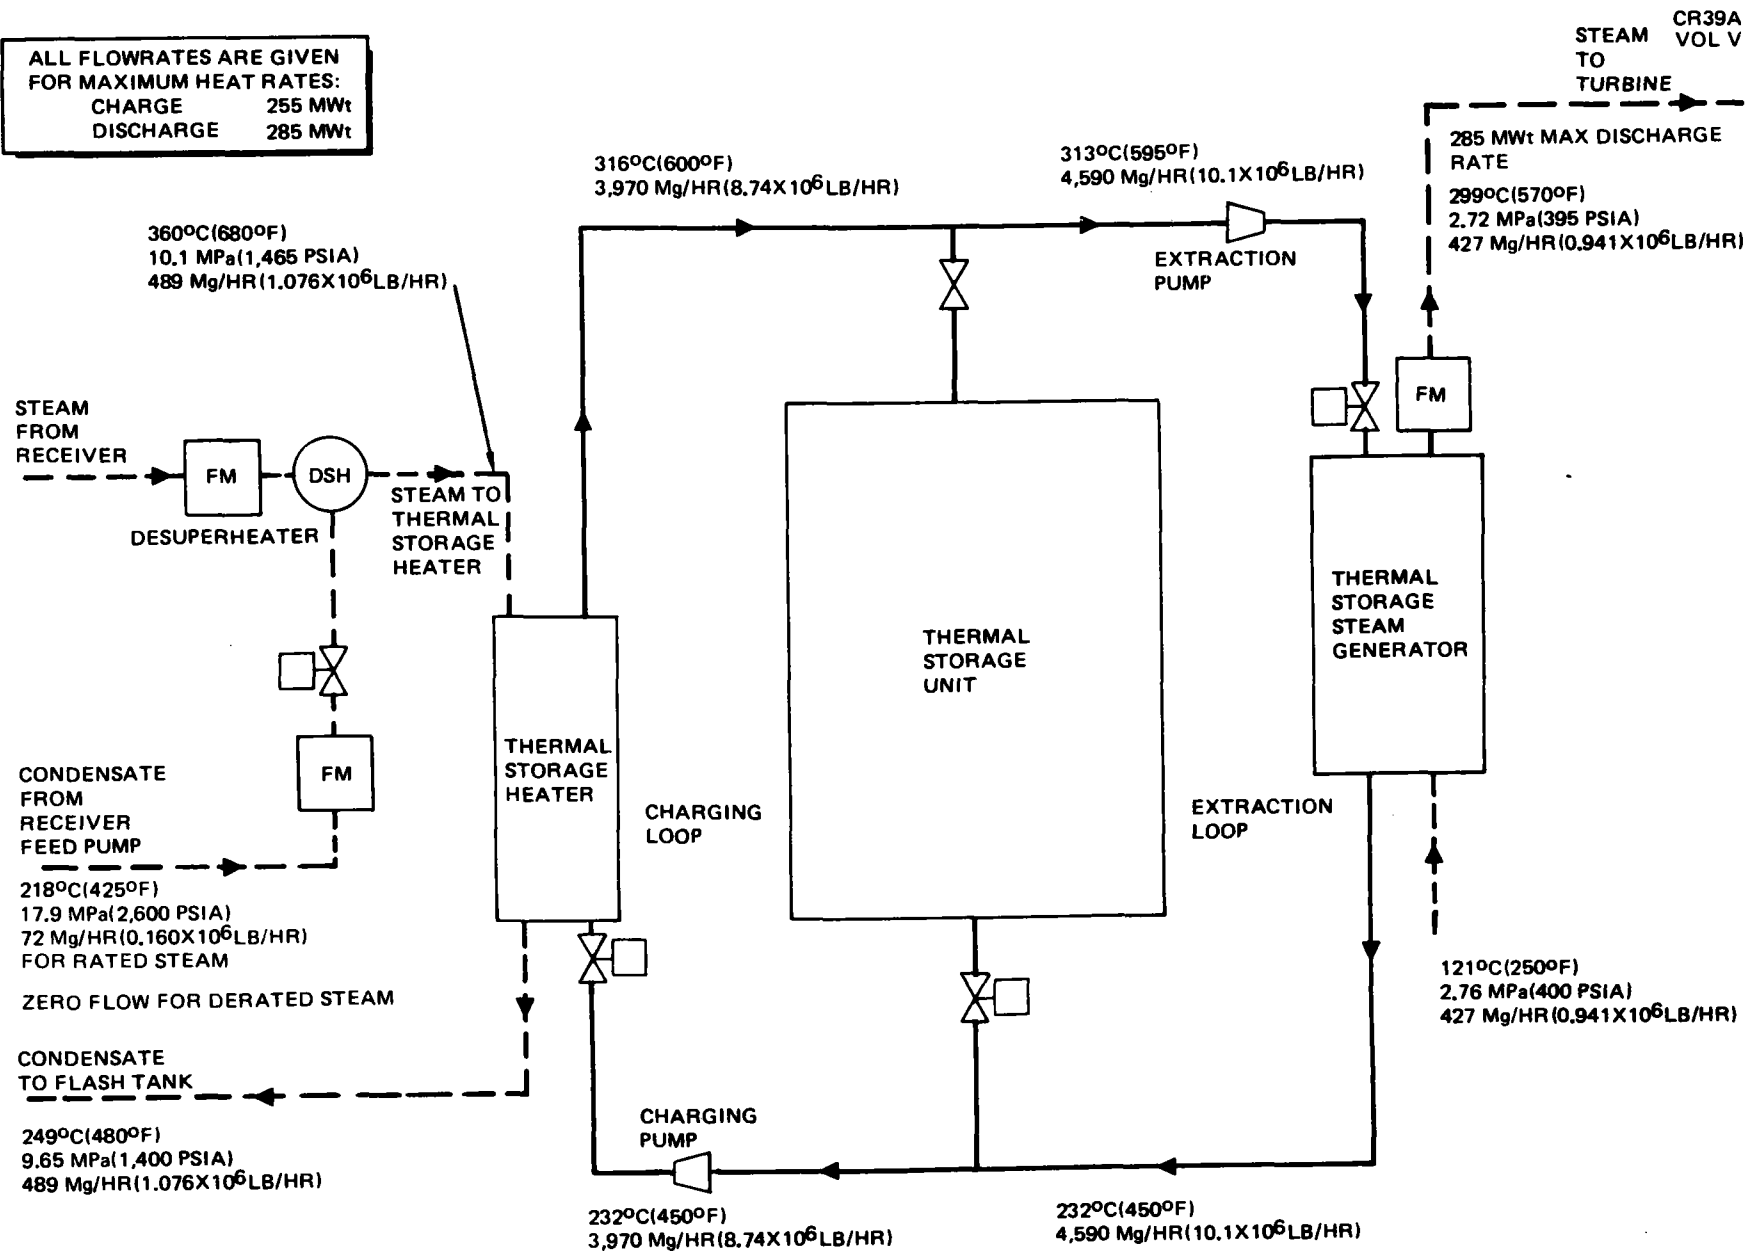 CR39A
VOL V
ALL FLOWRATES ARE GIVEN
FOR MAXIMUM HEAT RATES:
CHARGE 255 MWt
DISCHARGE 285 MWt
STEAM
TO
TURBINE
285 MWt MAX DISCHARGE
RATE
299°C(570°F)
2.72 MPa(395 PSIA)
427 Mg/HR(0.941X10⁶LB/HR)
316°C(600°F)
3,970 Mg/HR(8.74X10⁶LB/HR)
313°C(595°F)
4,590 Mg/HR(10.1X10⁶LB/HR)
EXTRACTION
PUMP
360°C(680°F)
10.1 MPa(1,465 PSIA)
489 Mg/HR(1.076X10⁶LB/HR)
STEAM
FROM
RECEIVER
FM
DSH
DESUPERHEATER
STEAM TO
THERMAL
STORAGE
HEATER
FM
THERMAL
STORAGE
STEAM
GENERATOR
THERMAL
STORAGE
UNIT
THERMAL
STORAGE
HEATER
FM
CHARGING
LOOP
EXTRACTION
LOOP
CONDENSATE
FROM
RECEIVER
FEED PUMP
218°C(425°F)
17.9 MPa(2,600 PSIA)
72 Mg/HR(0.160X10⁶LB/HR)
FOR RATED STEAM
ZERO FLOW FOR DERATED STEAM
CONDENSATE
TO FLASH TANK
249°C(480°F)
9.65 MPa(1,400 PSIA)
489 Mg/HR(1.076X10⁶LB/HR)
121°C(250°F)
2.76 MPa(400 PSIA)
427 Mg/HR(0.941X10⁶LB/HR)
CHARGING
PUMP
232°C(450°F)
3,970 Mg/HR(8.74X10⁶LB/HR)
232°C(450°F)
4,590 Mg/HR(10.1X10⁶LB/HR)